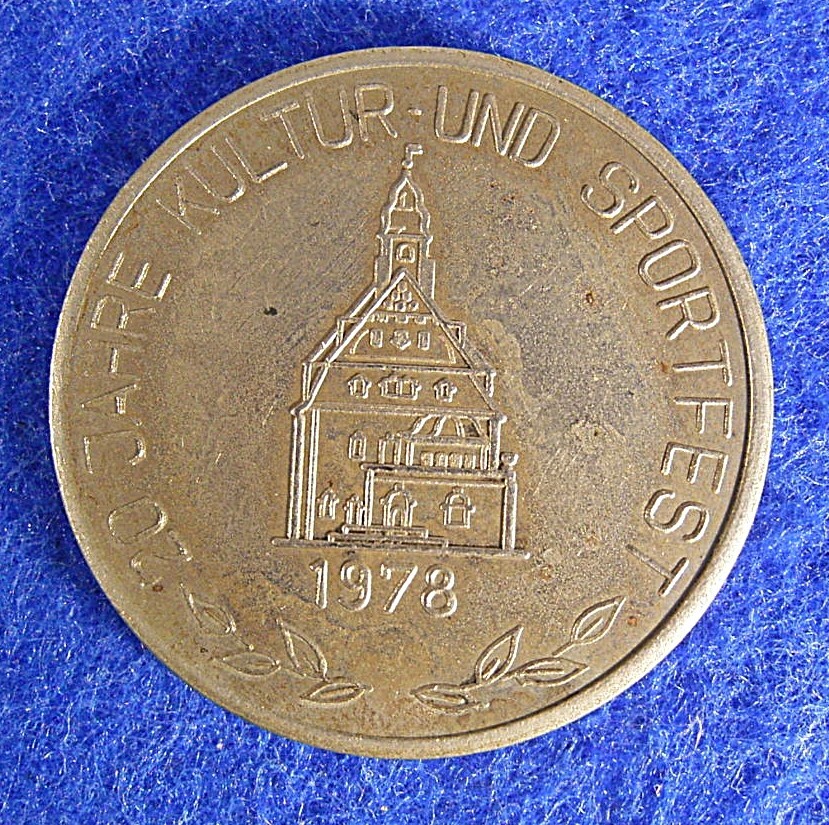 20 JAHRE KULTUR-UND SPORTFEST
1978